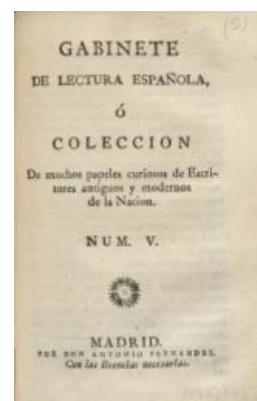 (5)
GABINETE
DE LECTURA ESPAÑOLA,
ó
COLECCION
De muchos papeles curiosos de Escri-
tores antiguos y modernos
de la Nacion.
NUM. V.
MADRID.
POR DON ANTONIO FERNANDEZ.
Con las licencias necesarias.